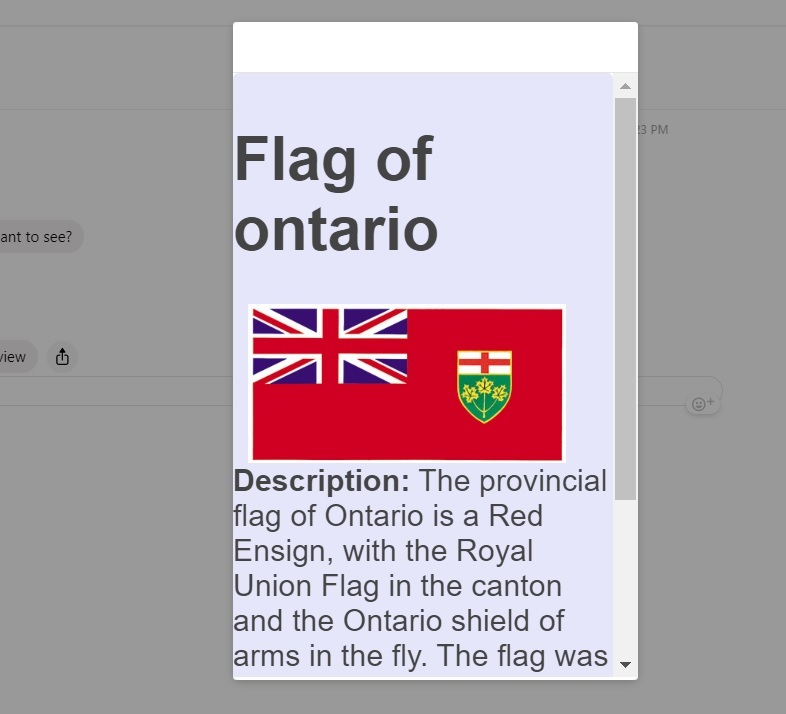 23 PM
Flag of
ontario
ant to see?
view
Description: The provincial
flag of Ontario is a Red
Ensign, with the Royal
Union Flag in the canton
and the Ontario shield of
arms in the fly. The flag was